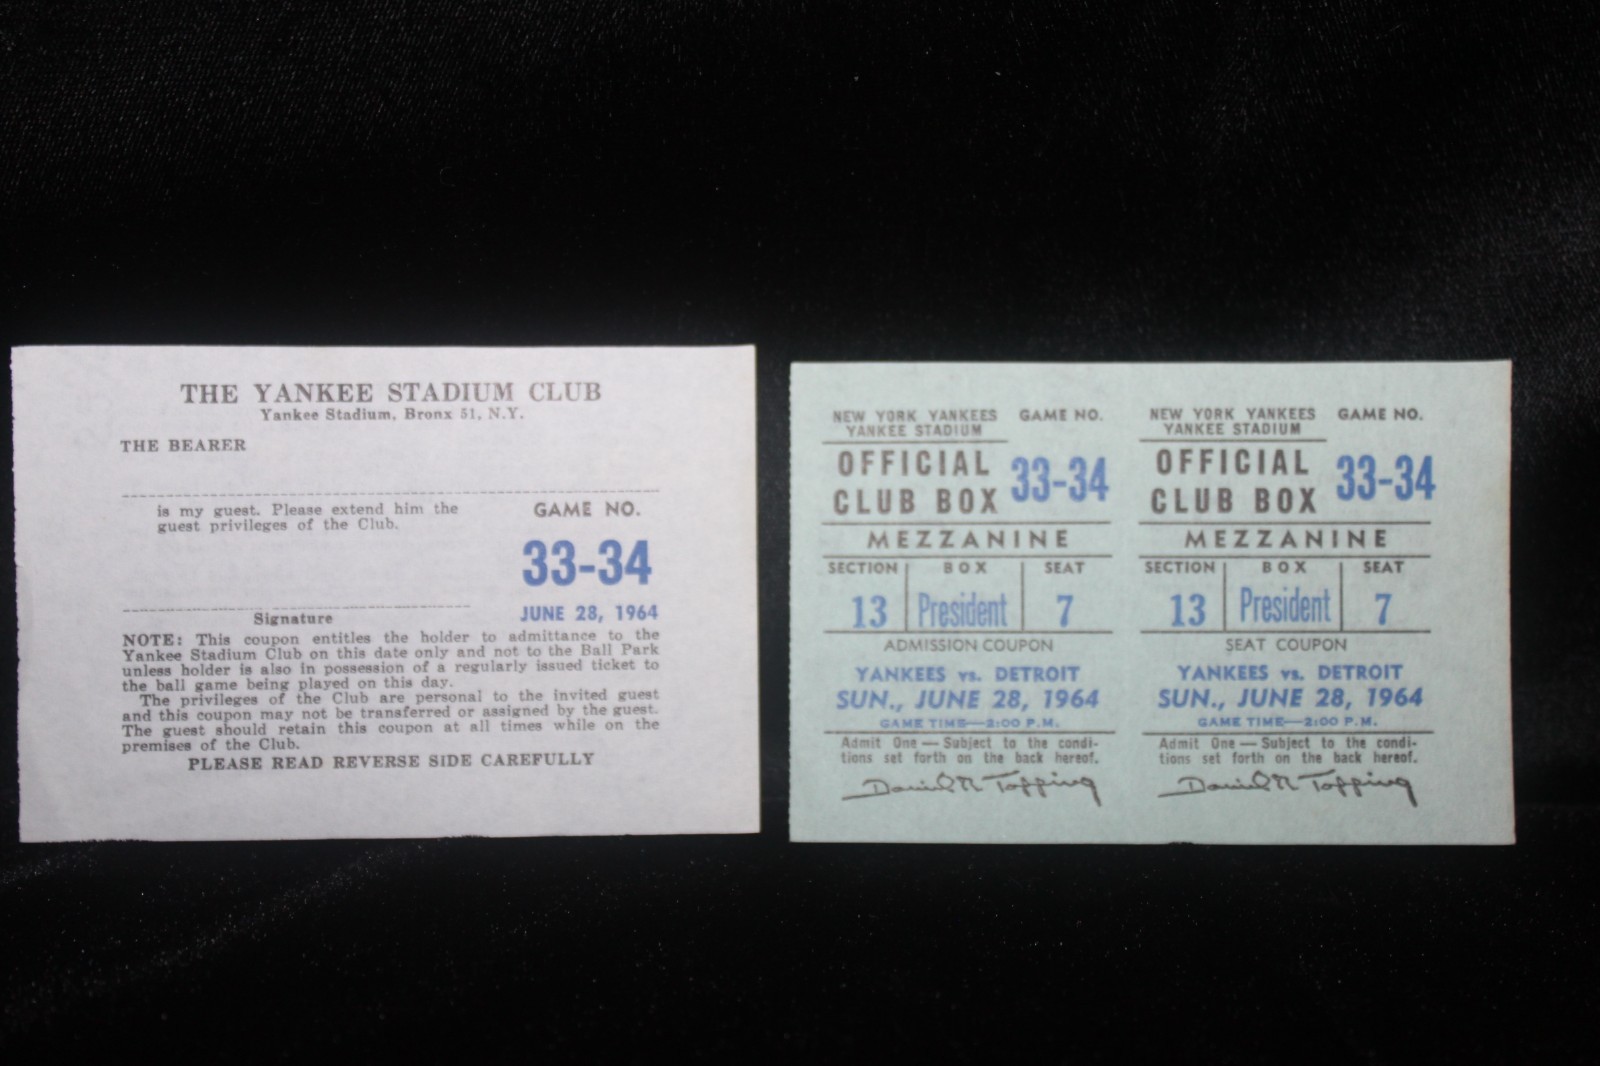 THE YANKEE STADIUM CLUB
Yankee Stadium, Bronx 51, N.Y.
THE BEARER
is my guest. Please extend him the
guest privileges of the Club.
GAME NO.
33-34
JUNE 28, 1964
Signature
NOTE: This coupon entitles the holder to admittance to the
Yankee Stadium Club on this date only and not to the Ball Park
unless holder is also in possession of a regularly issued ticket to
the ball game being played on this day.
The privileges of the Club are personal to the invited guest
and this coupon may not be transferred or assigned by the guest.
The guest should retain this coupon at all times while on the
premises of the Club.
PLEASE READ REVERSE SIDE CAREFULLY
NEW YORK YANKEES GAME NO.
YANKEE STADIUM
OFFICIAL
CLUB BOX 33-34
MEZZANINE
SECTION BOX SEAT
13 President 7
ADMISSION COUPON
YANKEES vs. DETROIT
SUN., JUNE 28, 1964
GAME TIME—2:00 P.M.
Admit One — Subject to the condi-
tions set forth on the back hereof.
Daniel R Topping
NEW YORK YANKEES GAME NO.
YANKEE STADIUM
OFFICIAL
CLUB BOX 33-34
MEZZANINE
SECTION BOX SEAT
13 President 7
SEAT COUPON
YANKEES vs. DETROIT
SUN., JUNE 28, 1964
GAME TIME—2:00 P.M.
Admit One — Subject to the condi-
tions set forth on the back hereof.
Daniel R Topping